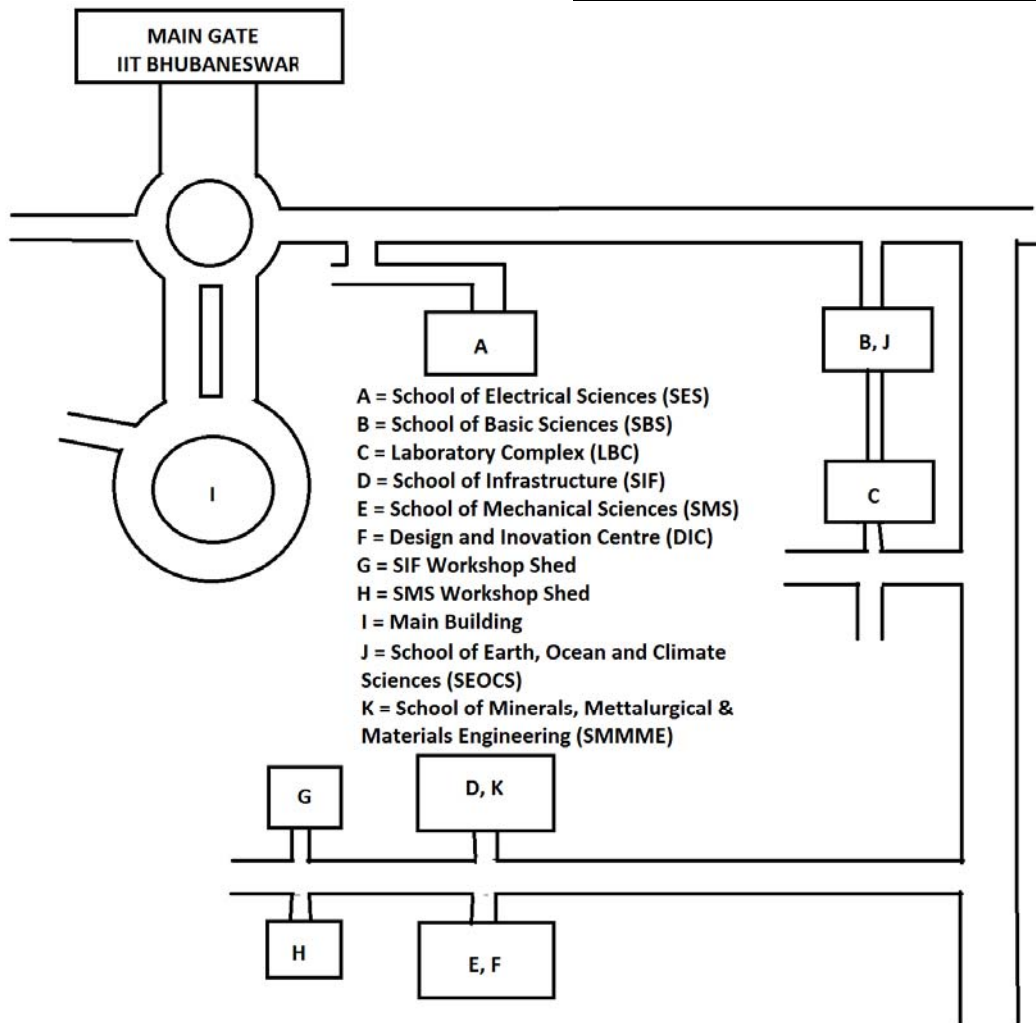 MAIN GATE
IIT BHUBANESWAR
A
B, J
A = School of Electrical Sciences (SES)
B = School of Basic Sciences (SBS)
C = Laboratory Complex (LBC)
D = School of Infrastructure (SIF)
E = School of Mechanical Sciences (SMS)
F = Design and Inovation Centre (DIC)
G = SIF Workshop Shed
H = SMS Workshop Shed
I = Main Building
J = School of Earth, Ocean and Climate
Sciences (SEOCS)
K = School of Minerals, Mettalurgical &
Materials Engineering (SMMME)
I
C
G
D, K
H
E, F